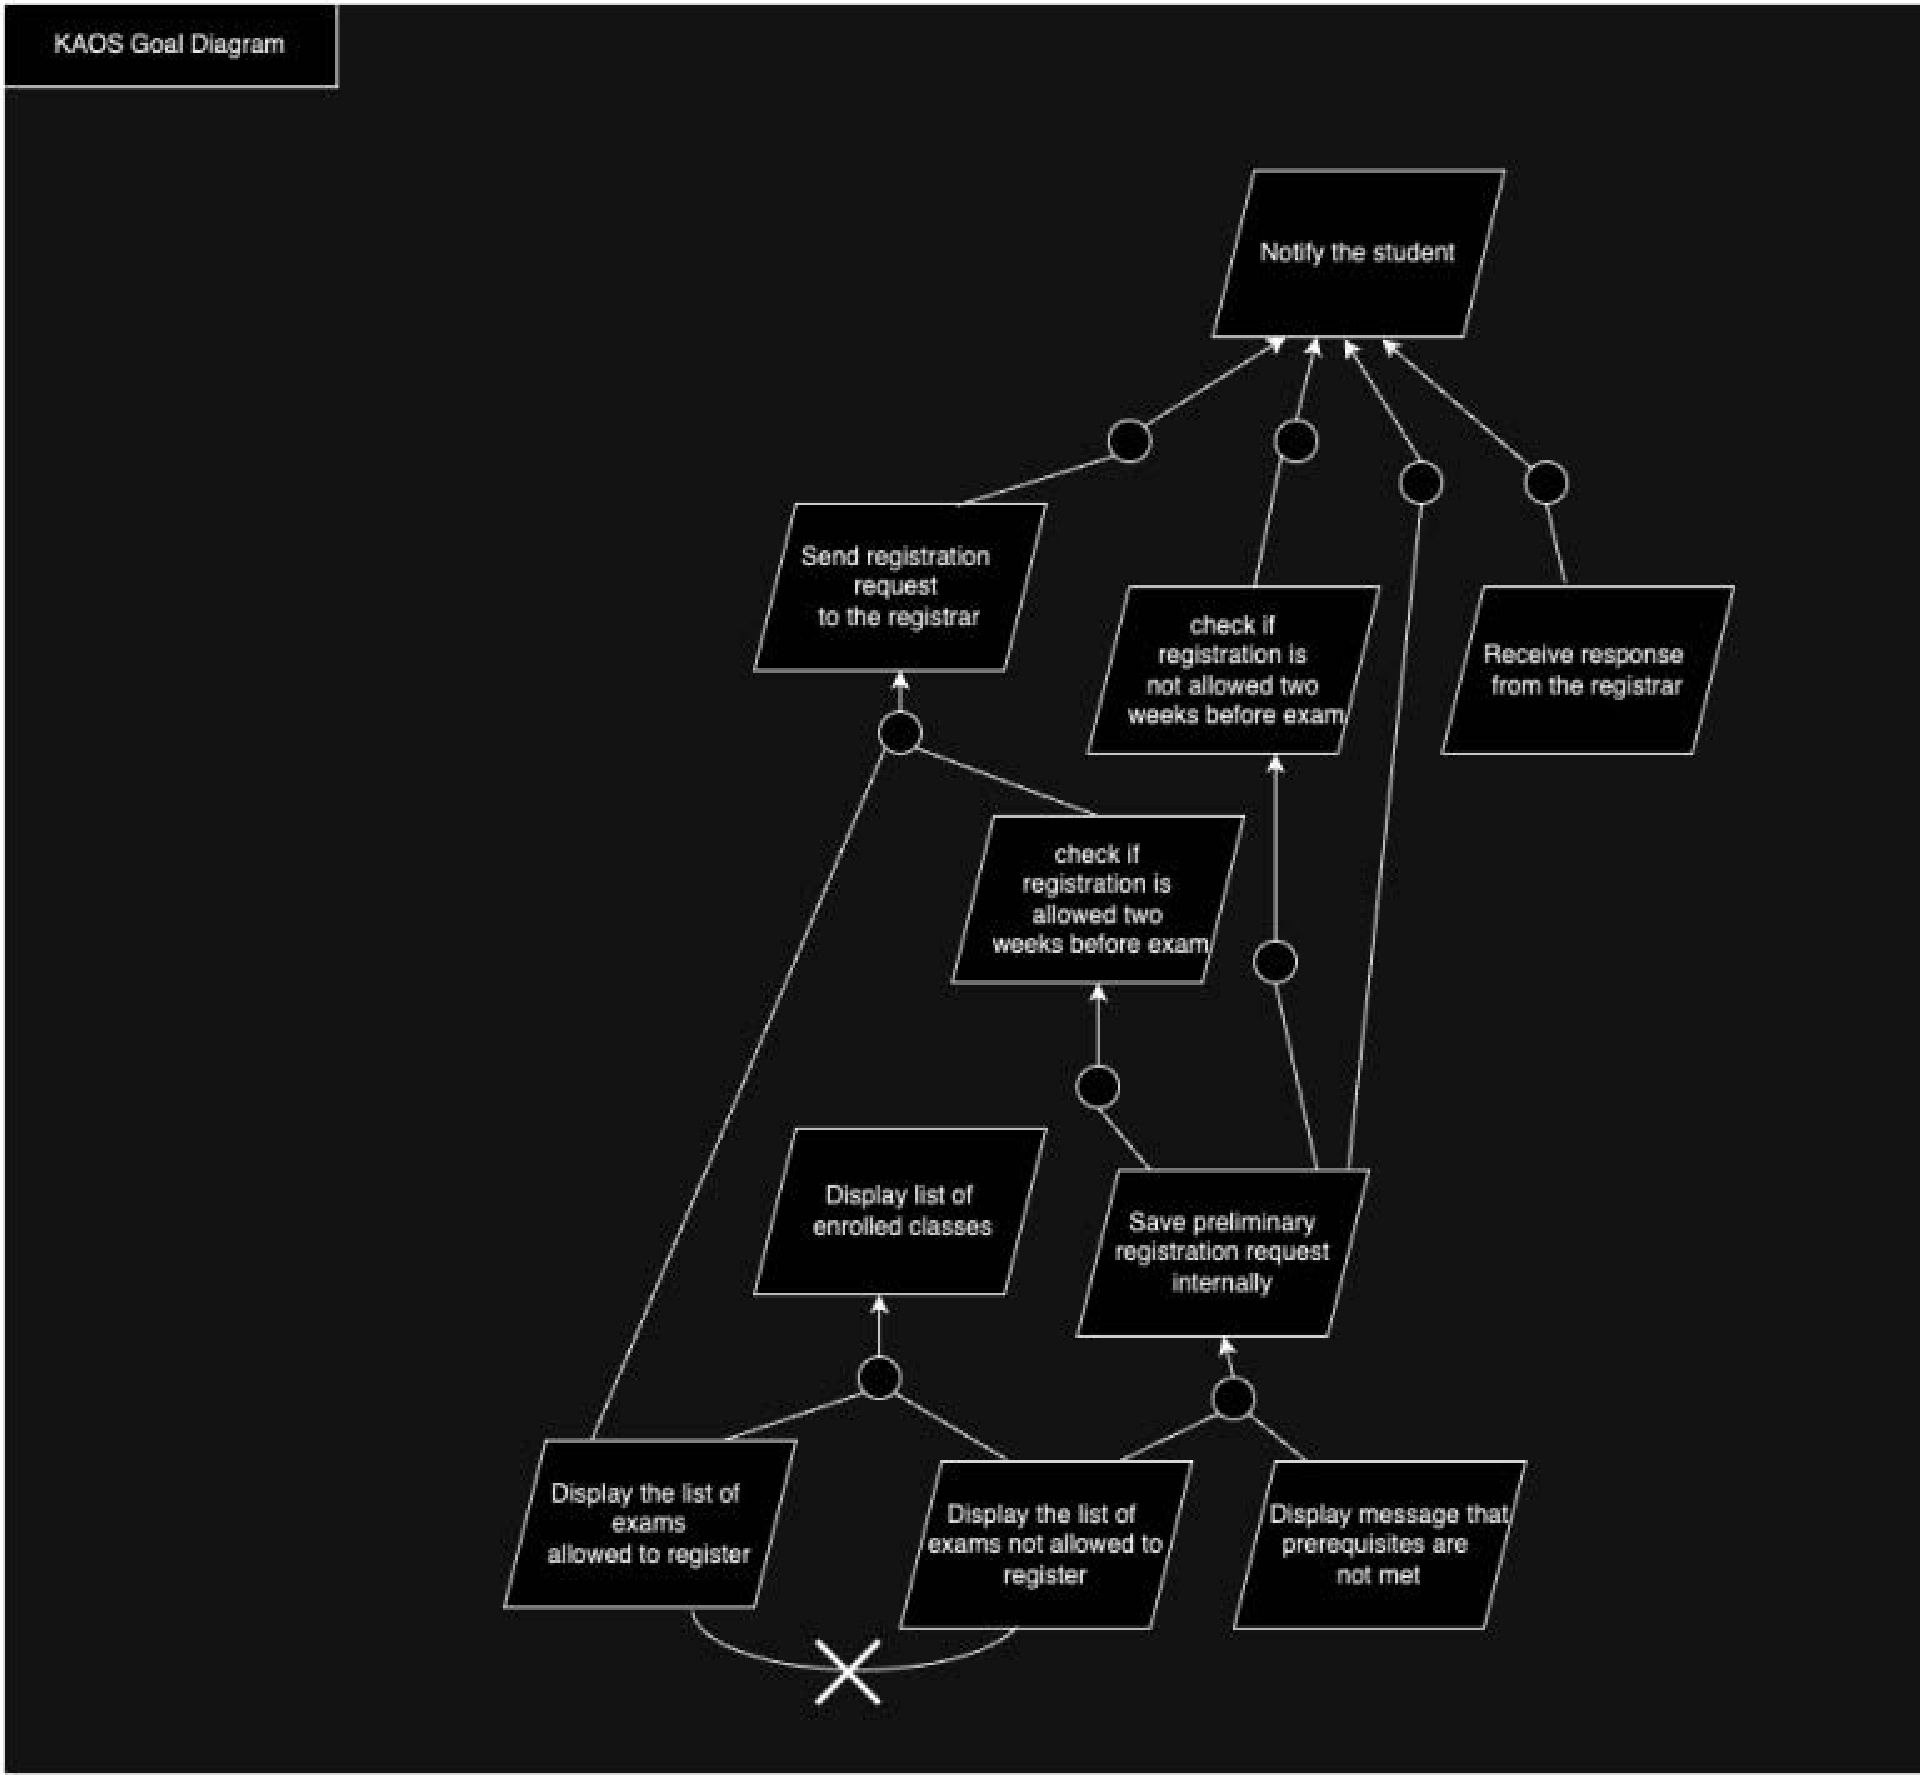 KAOS Goal Diagram
Notify the student
Send registration
request
to the registrar
check if
registration is
not allowed two
weeks before exam
Receive response
from the registrar
check if
registration is
allowed two
weeks before exam
Display list of
enrolled classes
Save preliminary
registration request
internally
Display the list of
exams
allowed to register
Display the list of
exams not allowed to
register
Display message that
prerequisites are
not met